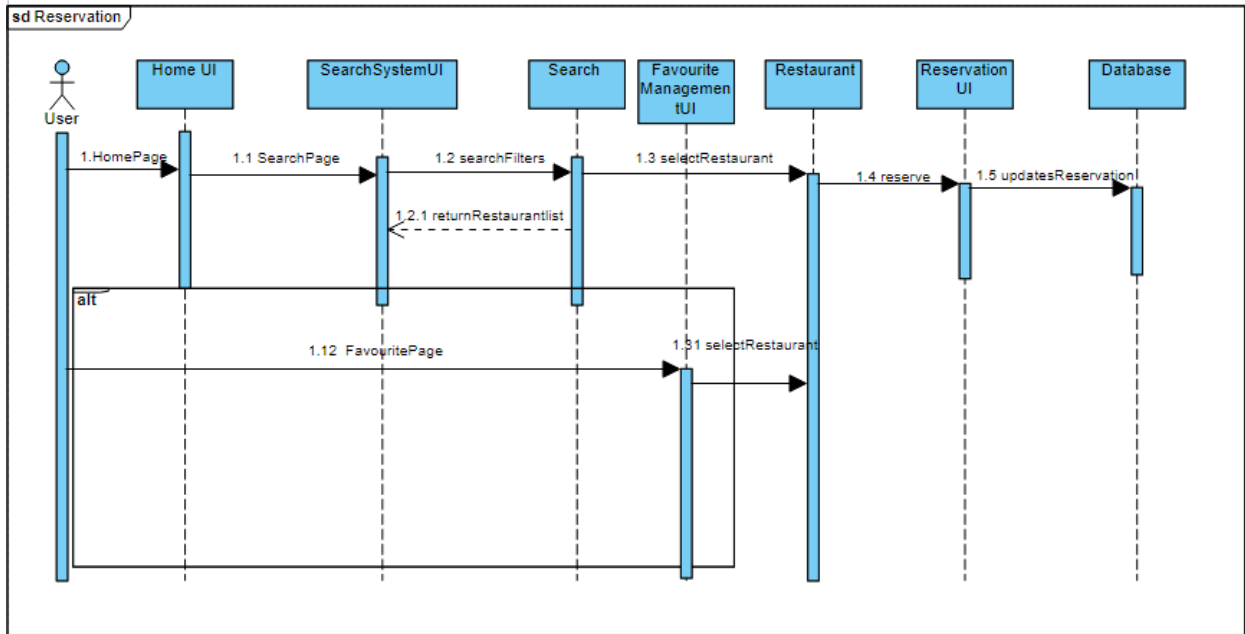 sd Reservation
User
Home UI
SearchSystemUI
Search
Favourite
Managemen
tUI
Restaurant
Reservation
UI
Database
1.HomePage
1.1 SearchPage
1.2 searchFilters
1.3 selectRestaurant
1.4 reserve
1.5 updatesReservation
1.2.1 returnRestaurantlist
alt
1.12 FavouritePage
1.31 selectRestaurant